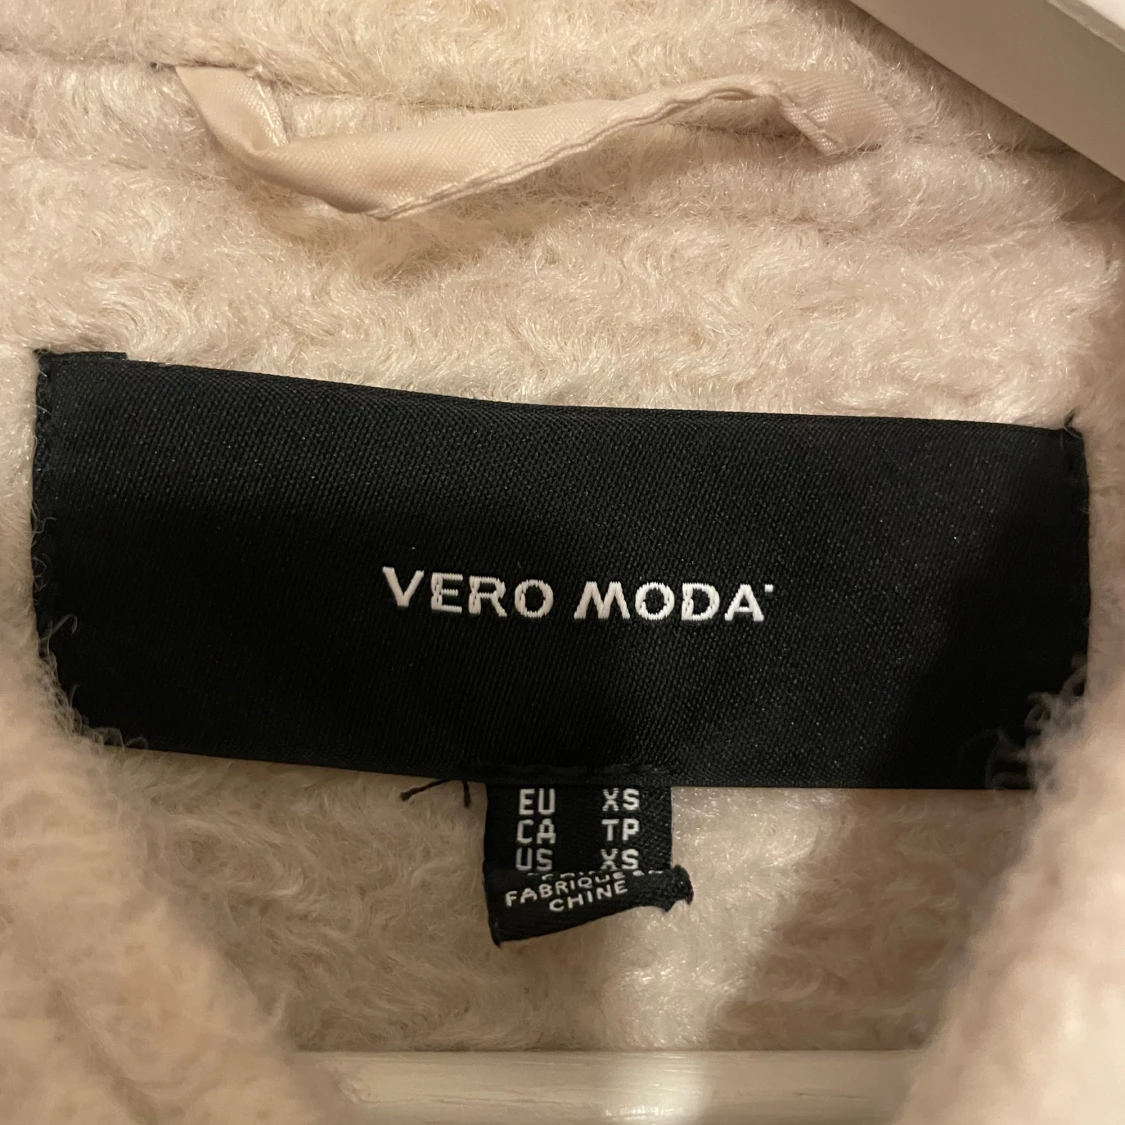 VERO MODA
EU XS
CA TP
US XS
FABRIQUÉ EN
CHINE